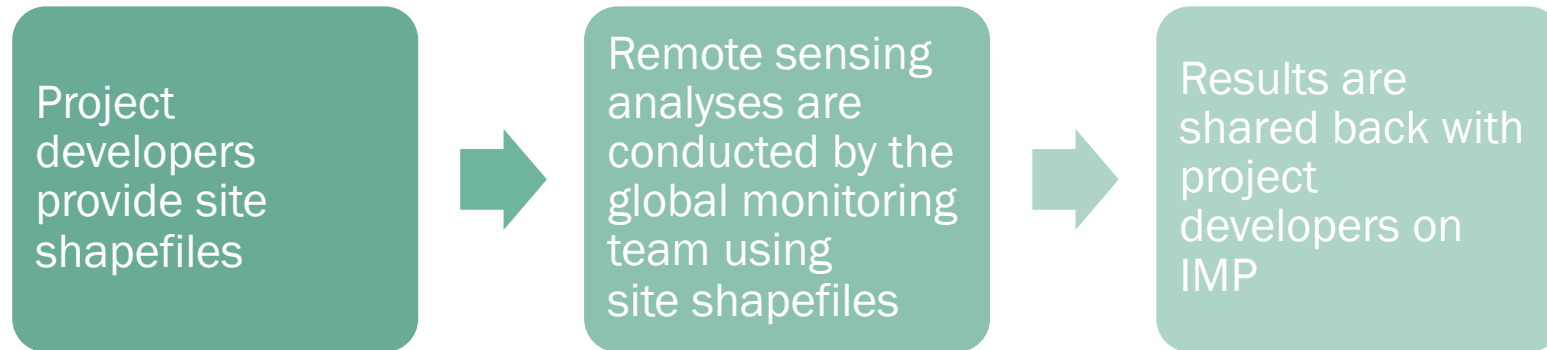 Project
developers
provide site
shapefiles
Remote sensing
analyses are
conducted by the
global monitoring
team using
site shapefiles
Results are
shared back with
project
developers on
IMP